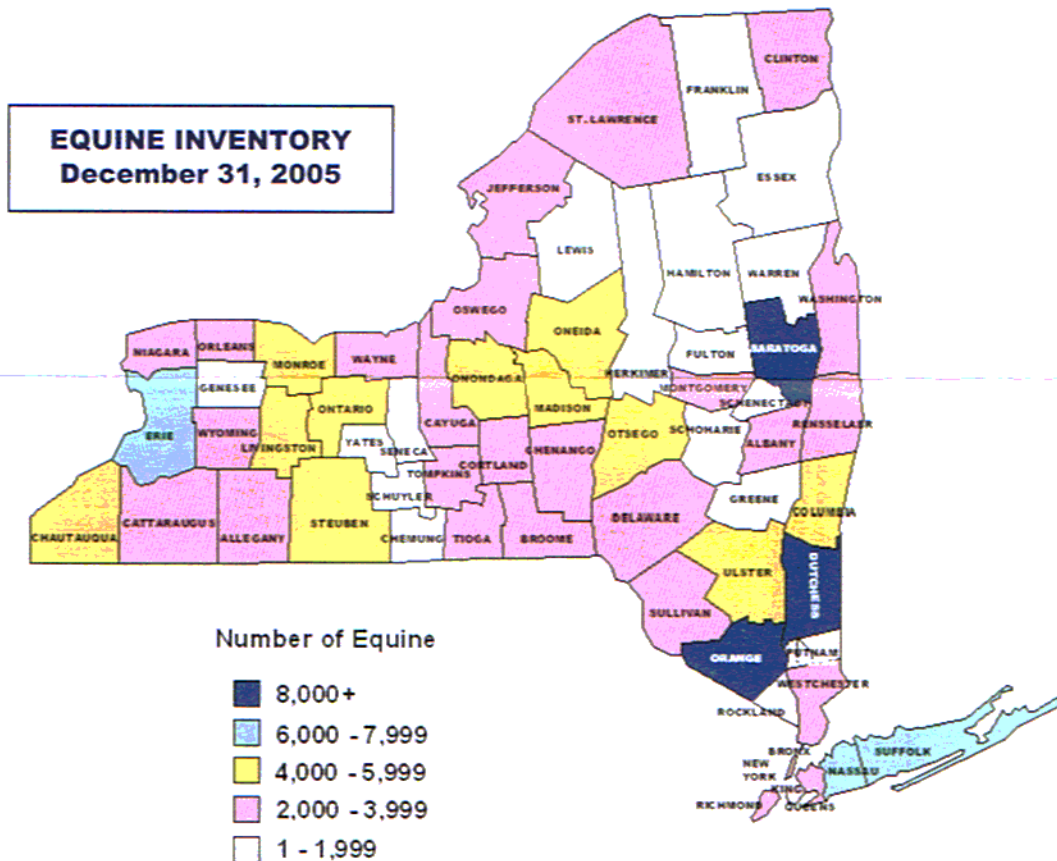 EQUINE INVENTORY
December 31, 2005
CLINTON
FRANKLIN
ST. LAWRENCE
ESSEX
JEFFERSON
LEWIS
HAMILTON
WARREN
WASHINGTON
OSWEGO
ONEIDA
SARATOGA
NIAGARA
ORLEANS
MONROE
WAYNE
FULTON
HERKIMER
MONTGOMERY
SCHENECTADY
GENESEE
ONTARIO
ONONDAGA
MADISON
CAYUGA
OTSEGO
SCHOHARIE
ALBANY
RENSSELAER
ERIE
WYOMING
LIVINGSTON
YATES
SENECA
CORTLAND
CHENANGO
TOMPKINS
SCHUYLER
GREENE
COLUMBIA
CHAUTAUQUA
CATTARAUGUS
ALLEGANY
STEUBEN
CHEMUNG
TIOGA
BROOME
DELAWARE
ULSTER
DUTCHESS
SULLIVAN
ORANGE
PUTNAM
WESTCHESTER
ROCKLAND
BRONX
NEW
YORK
KING
QUEENS
RICHMOND
NASSAU
SUFFOLK
Number of Equine
8,000+
6,000 - 7,999
4,000 - 5,999
2,000 - 3,999
1 - 1,999